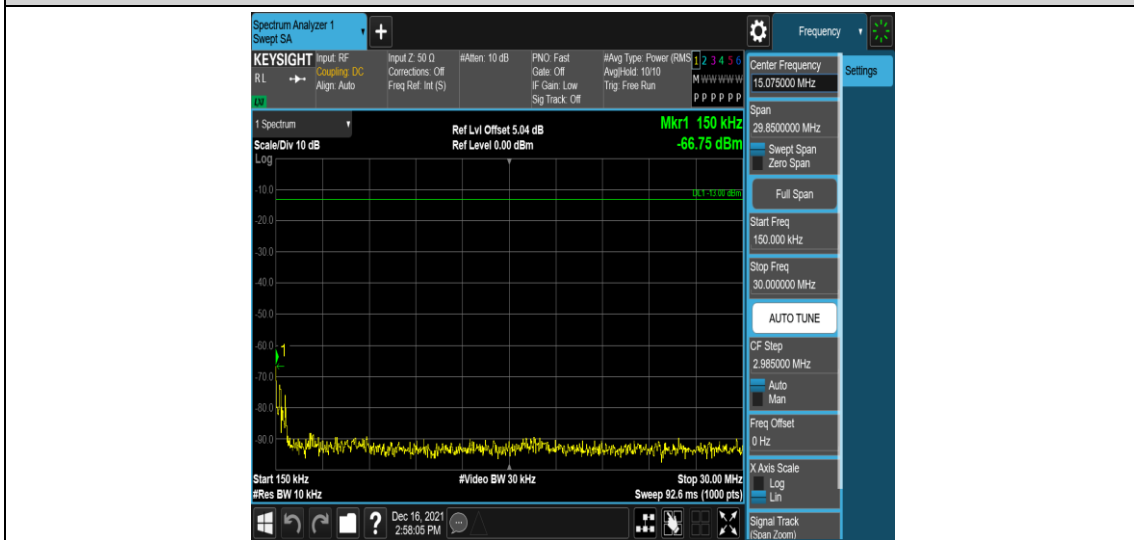 Spectrum Analyzer 1
Swept SA
+
Frequency
KEYSIGHT
RL
LXI
Input: RF
Coupling: DC
Align: Auto
Input Z: 50 Ω
Corrections: Off
Freq Ref: Int (S)
#Atten: 10 dB
PNO: Fast
Gate: Off
IF Gain: Low
Sig Track: Off
#Avg Type: Power (RMS
Avg|Hold: 10/10
Trig: Free Run
1 2 3 4 5 6
M W W W W W
P P P P P P
1 Spectrum
Scale/Div 10 dB
Ref Lvl Offset 5.04 dB
Ref Level 0.00 dBm
Mkr1 150 kHz
-66.75 dBm
Log
DL1 -13.00 dBm
-10.0
-20.0
-30.0
-40.0
-50.0
-60.0
1
-70.0
-80.0
-90.0
Start 150 kHz
#Video BW 30 kHz
Stop 30.00 MHz
#Res BW 10 kHz
Sweep 92.6 ms (1000 pts)
?
Dec 16, 2021
2:58:05 PM
Center Frequency
15.075000 MHz
Settings
Span
29.8500000 MHz
Swept Span
Zero Span
Full Span
Start Freq
150.000 kHz
Stop Freq
30.000000 MHz
AUTO TUNE
CF Step
2.985000 MHz
Auto
Man
Freq Offset
0 Hz
X Axis Scale
Log
Lin
Signal Track
(Span Zoom)